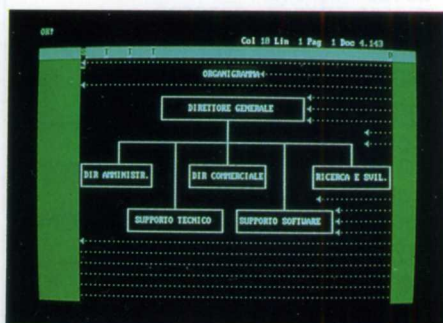 OH?
Col 10 Lin 1 Pag 1 Doc 4.143
ORGANIGRAMMA
DIRETTORE GENERALE
DIR AMMINISTR. DIR COMMERCIALE RICERCA E SVIL.
SUPPORTO TECNICO SUPPORTO SOFTWARE